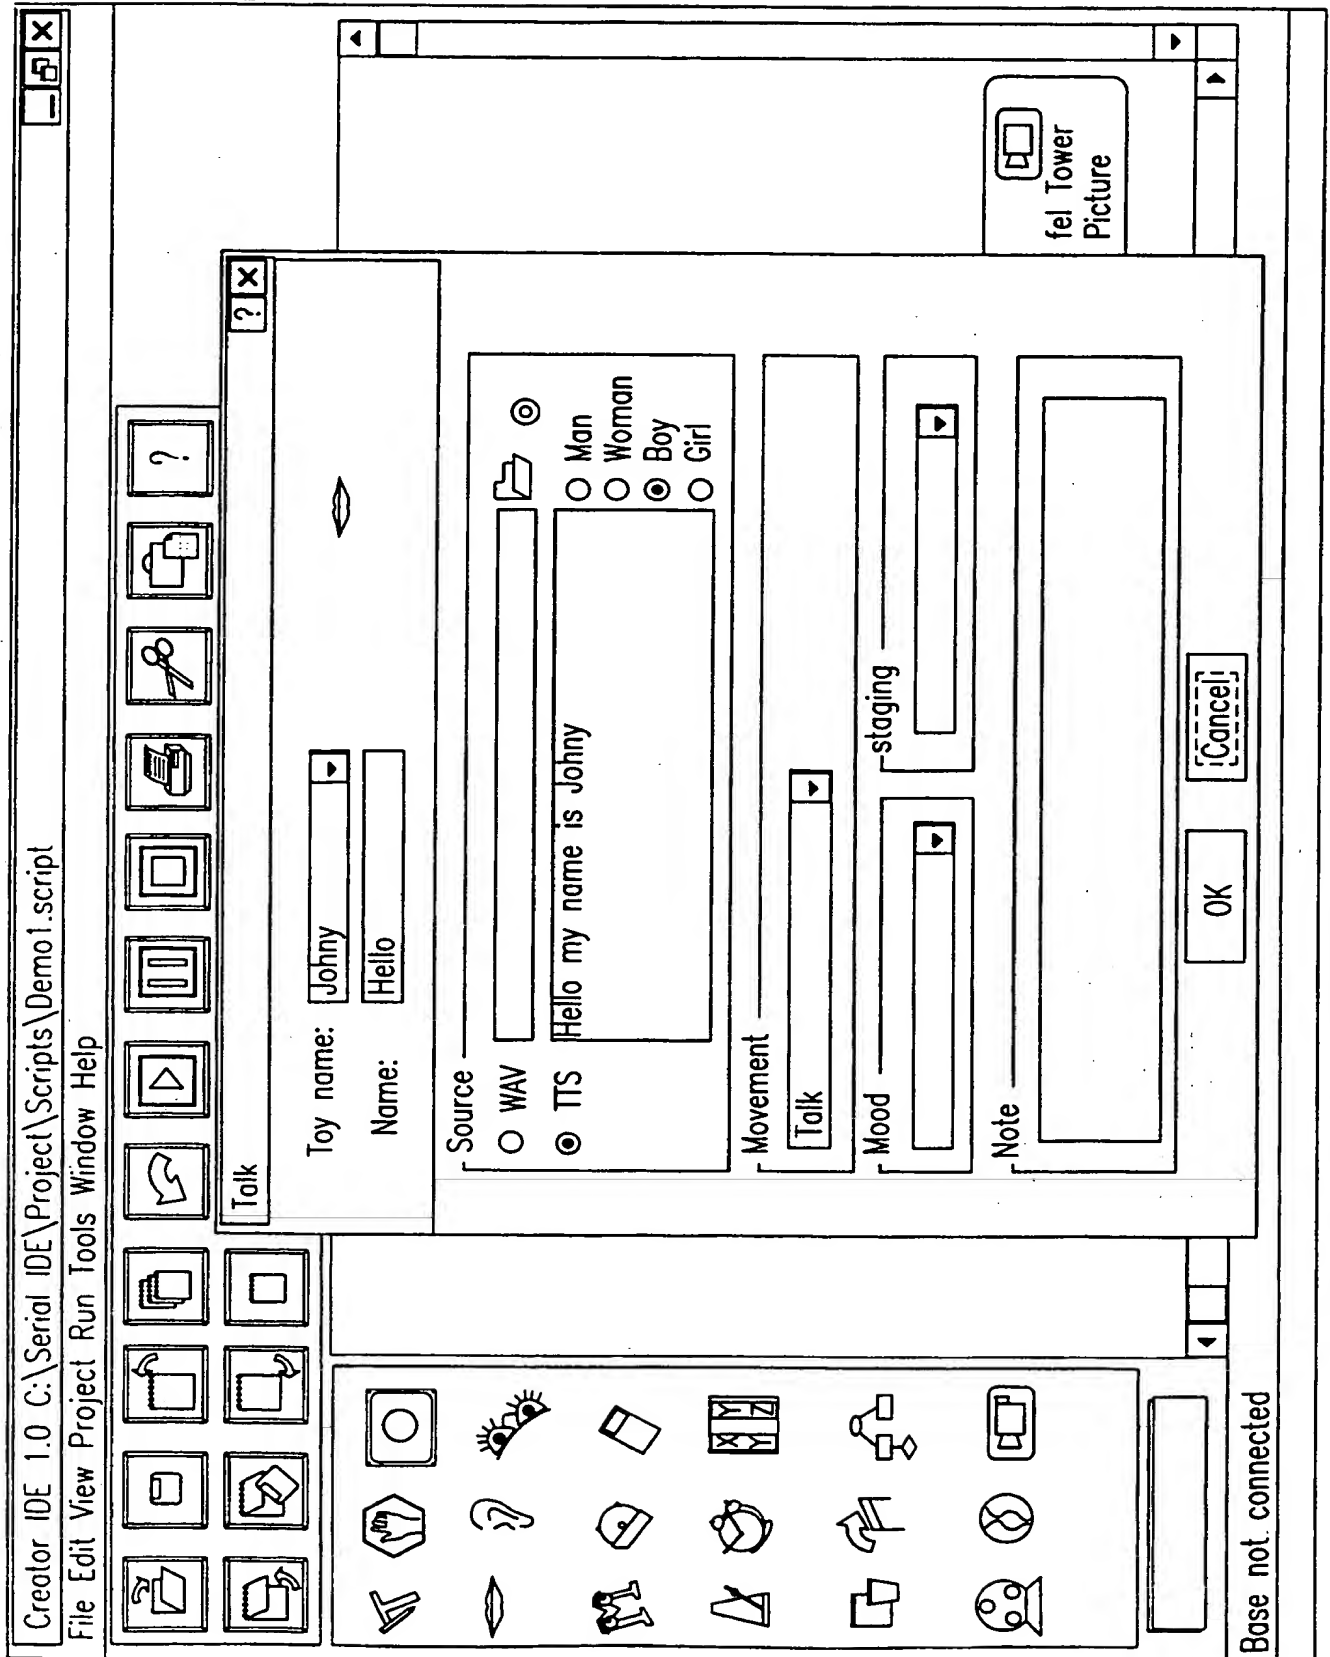 Creator IDE 1.0 C:\Serial IDE\Project\Scripts\Demo1.script
File Edit View Project Run Tools Window Help
?
Talk
? X
Toy name: Johny
Name: Hello
Source
WAV
TTS
Hello my name is Johny
Man
Woman
Boy
Girl
Movement
Talk
Mood
staging
Note
OK
Cancel
fel Tower
Picture
X Y
Y Z
Base not connected